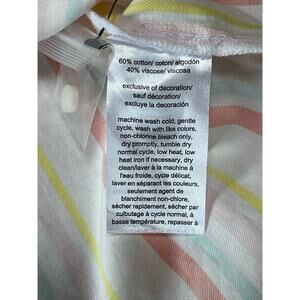 60% cotton/ coton/ algodón
40% viscose/ viscosa
exclusive of decoration/
sauf décoration/
excluye la decoración
machine wash cold, gentle
cycle, wash with like colors,
non-chlorine bleach only,
dry promptly, tumble dry
normal cycle, low heat, low
heat iron if necessary, dry
clean/laver à la machine à
l'eau froide, cycle délicat,
laver en séparant les couleurs,
seulement agent de
blanchiment non-chloric,
sécher rapidement, sécher par
culbutage à cycle normal, à
basse température, repasser à